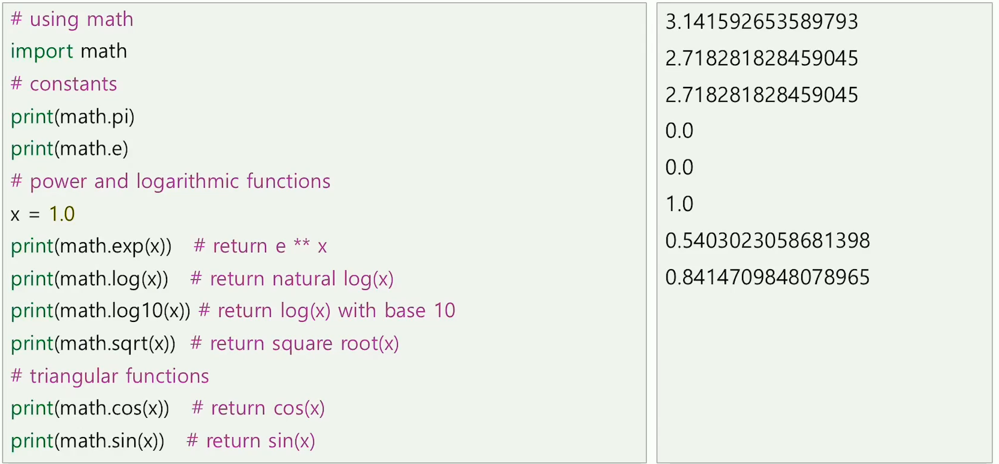 # using math
import math
# constants
print(math.pi)
print(math.e)
# power and logarithmic functions
x = 1.0
print(math.exp(x)) # return e ** x
print(math.log(x)) # return natural log(x)
print(math.log10(x)) # return log(x) with base 10
print(math.sqrt(x)) # return square root(x)
# triangular functions
print(math.cos(x)) # return cos(x)
print(math.sin(x)) # return sin(x)
3.141592653589793
2.718281828459045
2.718281828459045
0.0
0.0
1.0
0.5403023058681398
0.8414709848078965